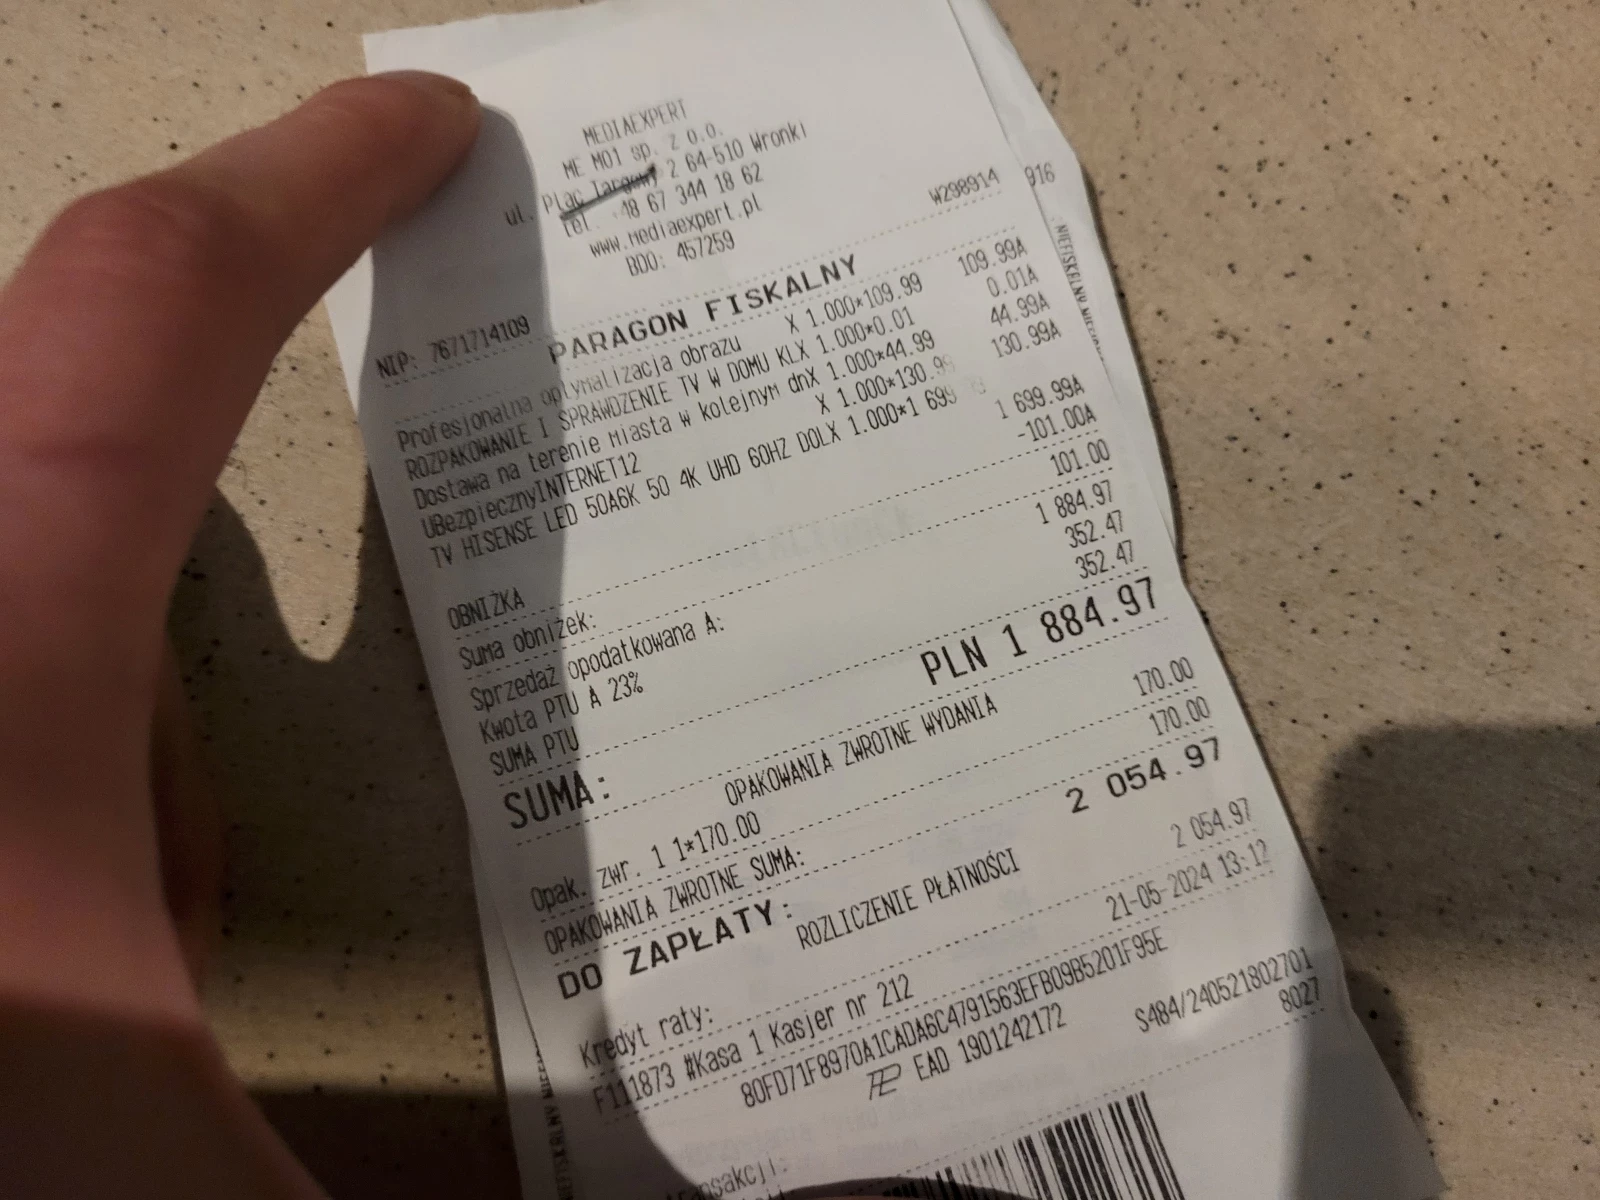 MEDIAEXPERT
ME M01 sp. z o.o.
ul. Plac Targowy 2 64-510 Wronki
tel. 48 67 344 18 62
www.mediaexpert.pl
BDO: 457259
NIP: 7671714109 W298914
916
PARAGON FISKALNY
Profesjonalna optymalizacja obrazu X 1.000*109.99 109.99A
ROZPAKOWANIE I SPRAWDZENIE TV W DOMU KLX 1.000*0.01 0.01A
Dostawa na terenie miasta w kolejnym dnX 1.000*44.99 44.99A
UBezpiecznyINTERNET12 X 1.000*130.99 130.99A
TV HISENSE LED 50A6K 50 4K UHD 60HZ DOLX 1.000*1 699 1 699.99A
OBNIŻKA -101.00A
Suma obniżek: 101.00
Sprzedaż opodatkowana A: 1 884.97
Kwota PTU A 23% 352.47
SUMA PTU 352.47
SUMA: PLN 1 884.97
OPAKOWANIA ZWROTNE WYDANIA
Opak. zwr. 1 1*170.00 170.00
OPAKOWANIA ZWROTNE SUMA: 170.00
DO ZAPŁATY: 2 054.97
ROZLICZENIE PŁATNOŚCI
Kredyt raty: 2 054.97
F111873 #Kasa 1 Kasjer nr 212 21-05-2024 13:12
80FD71F8970A1CADA6C4791563EFB09B5201F95E
EAD 1901242172
S484/240521802701
8027
NIEFISKALNY
NIEFISKALNY